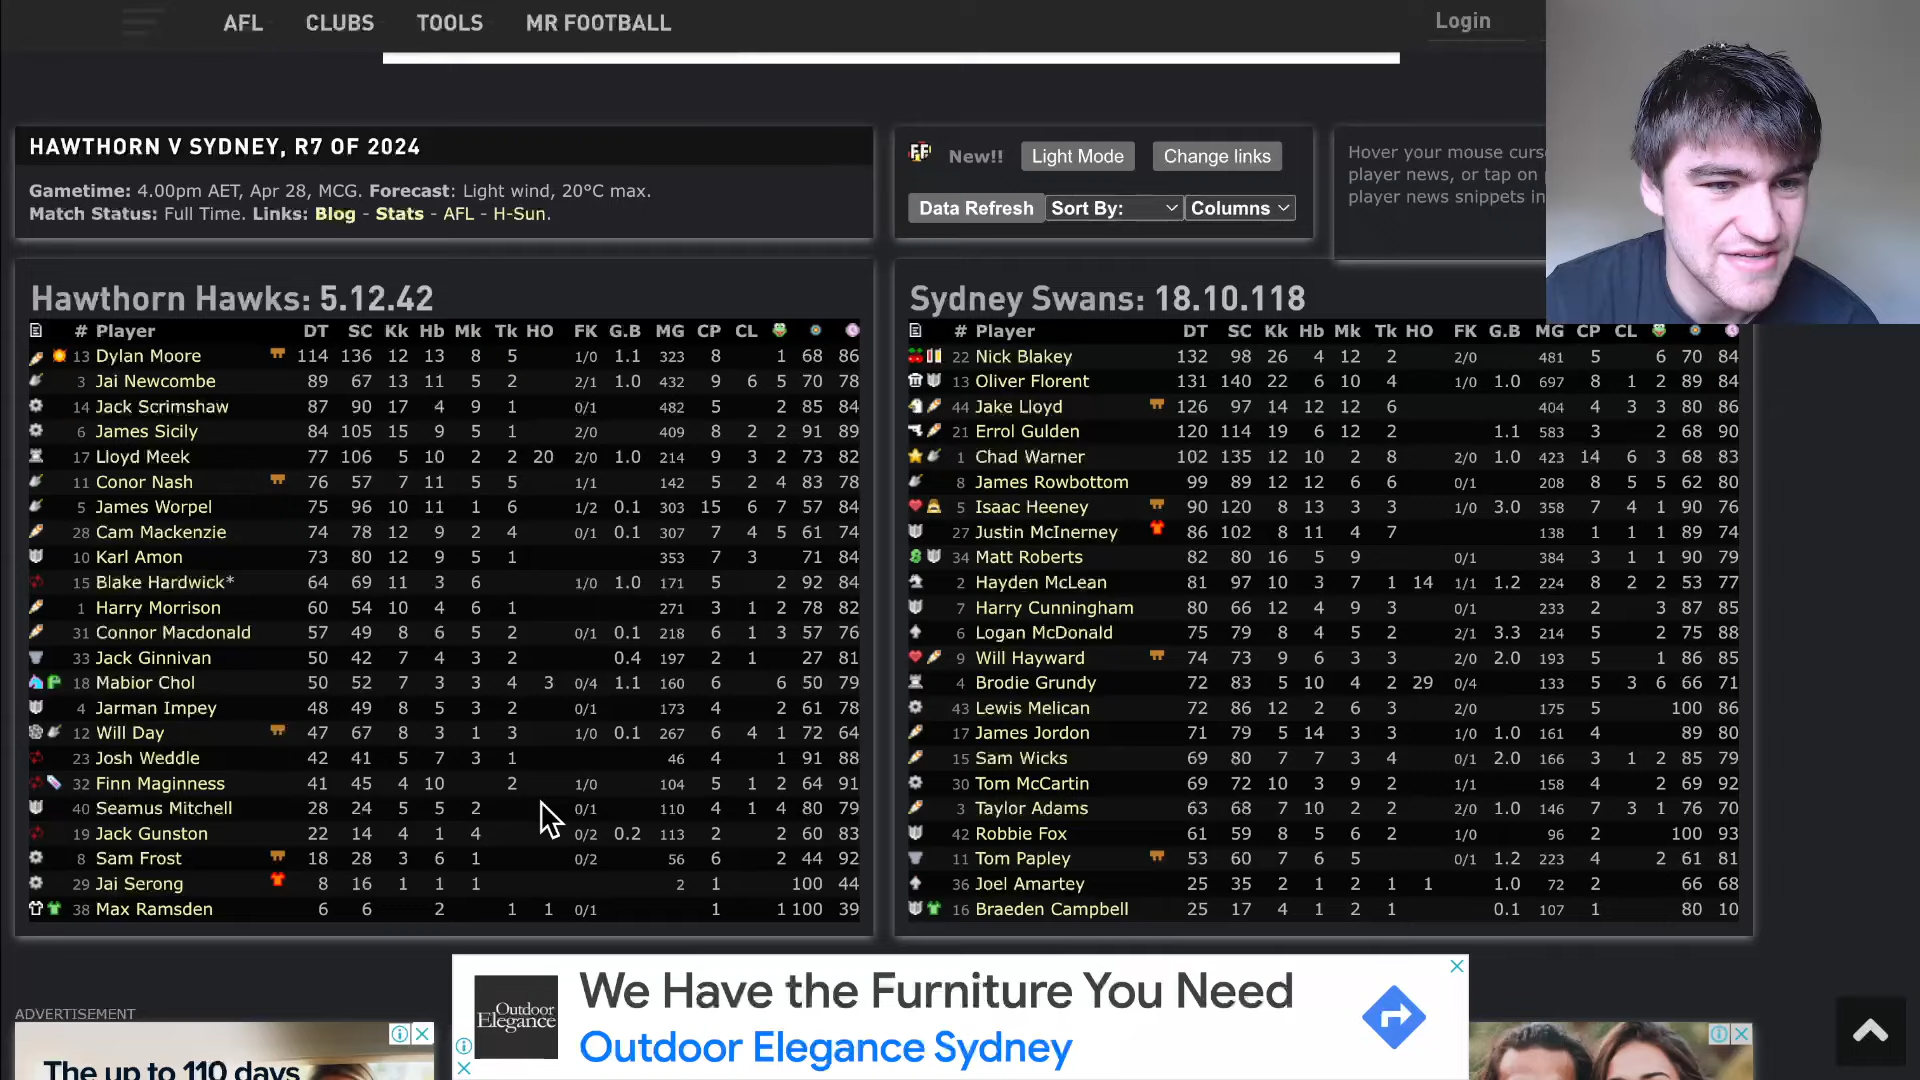 AFL CLUBS TOOLS MR FOOTBALL Login
HAWTHORN V SYDNEY, R7 OF 2024
Gametime: 4.00pm AET, Apr 28, MCG. Forecast: Light wind, 20°C max.
Match Status: Full Time. Links: Blog - Stats - AFL - H-Sun.
New!! Light Mode Change links
Data Refresh Sort By: Columns
Hover your mouse curs
player news, or tap on
player news snippets in
Hawthorn Hawks: 5.12.42
# Player DT SC Kk Hb Mk Tk HO FK G.B MG CP CL
13 Dylan Moore 114 136 12 13 8 5 1/0 1.1 323 8 1 68 86
3 Jai Newcombe 89 67 13 11 5 2 2/1 1.0 432 9 6 5 70 78
14 Jack Scrimshaw 87 90 17 4 9 1 0/1 482 5 2 85 84
6 James Sicily 84 105 15 9 5 1 2/0 409 8 2 2 91 89
17 Lloyd Meek 77 106 5 10 2 2 20 2/0 1.0 214 9 3 2 73 82
11 Conor Nash 76 57 7 11 5 5 1/1 142 5 2 4 83 78
5 James Worpel 75 96 10 11 1 6 1/2 0.1 303 15 6 7 57 84
28 Cam Mackenzie 74 78 12 9 2 4 0/1 0.1 307 7 4 5 61 74
10 Karl Amon 73 80 12 9 5 1 353 7 3 71 84
15 Blake Hardwick* 64 69 11 3 6 1/0 1.0 171 5 2 92 84
1 Harry Morrison 60 54 10 4 6 1 271 3 1 2 78 82
31 Connor Macdonald 57 49 8 6 5 2 0/1 0.1 218 6 1 3 57 76
33 Jack Ginnivan 50 42 7 4 3 2 0.4 197 2 1 27 81
18 Mabior Chol 50 52 7 3 3 4 3 0/4 1.1 160 6 6 50 79
4 Jarman Impey 48 49 8 5 3 2 0/1 173 4 2 61 78
12 Will Day 47 67 8 3 1 3 1/0 0.1 267 6 4 1 72 64
23 Josh Weddle 42 41 5 7 3 1 46 4 1 91 88
32 Finn Maginness 41 45 4 10 2 1/0 104 5 1 2 64 91
40 Seamus Mitchell 28 24 5 5 2 0/1 110 4 1 4 80 79
19 Jack Gunston 22 14 4 1 4 0/2 0.2 113 2 2 60 83
8 Sam Frost 18 28 3 6 1 0/2 56 6 2 44 92
29 Jai Serong 8 16 1 1 1 2 1 100 44
38 Max Ramsden 6 6 2 1 1 0/1 1 1 100 39
Sydney Swans: 18.10.118
# Player DT SC Kk Hb Mk Tk HO FK G.B MG CP CL
22 Nick Blakey 132 98 26 4 12 2 2/0 481 5 6 70 84
13 Oliver Florent 131 140 22 6 10 4 1/0 1.0 697 8 1 2 89 84
44 Jake Lloyd 126 97 14 12 12 6 404 4 3 3 80 86
21 Errol Gulden 120 114 19 6 12 2 1.1 583 3 2 68 90
1 Chad Warner 102 135 12 10 2 8 2/0 1.0 423 14 6 3 68 83
8 James Rowbottom 99 89 12 12 6 6 0/1 208 8 5 5 62 80
5 Isaac Heeney 90 120 8 13 3 3 1/0 3.0 358 7 4 1 90 76
27 Justin McInerney 86 102 8 11 4 7 138 1 1 1 89 74
34 Matt Roberts 82 80 16 5 9 0/1 384 3 1 1 90 79
2 Hayden McLean 81 97 10 3 7 1 14 1/1 1.2 224 8 2 2 53 77
7 Harry Cunningham 80 66 12 4 9 3 0/1 233 2 3 87 85
6 Logan McDonald 75 79 8 4 5 2 2/1 3.3 214 5 2 75 88
9 Will Hayward 74 73 9 6 3 3 2/0 2.0 193 5 1 86 85
4 Brodie Grundy 72 83 5 10 4 2 29 0/4 133 5 3 6 66 71
43 Lewis Melican 72 86 12 2 6 3 2/0 175 5 100 86
17 James Jordon 71 79 5 14 3 3 1/0 1.0 161 4 89 80
15 Sam Wicks 69 80 7 7 3 4 0/1 2.0 166 3 1 2 85 79
30 Tom McCartin 69 72 10 3 9 2 1/1 158 4 2 69 92
3 Taylor Adams 63 68 7 10 2 2 2/0 1.0 146 7 3 1 76 70
42 Robbie Fox 61 59 8 5 6 2 1/0 96 2 100 93
11 Tom Papley 53 60 7 6 5 0/1 1.2 223 4 2 61 81
36 Joel Amartey 25 35 2 1 2 1 1 1.0 72 2 66 68
16 Braeden Campbell 25 17 4 1 2 1 0.1 107 1 80 10
ADVERTISEMENT
The up to 110 days
Outdoor
Elegance
We Have the Furniture You Need
Outdoor Elegance Sydney